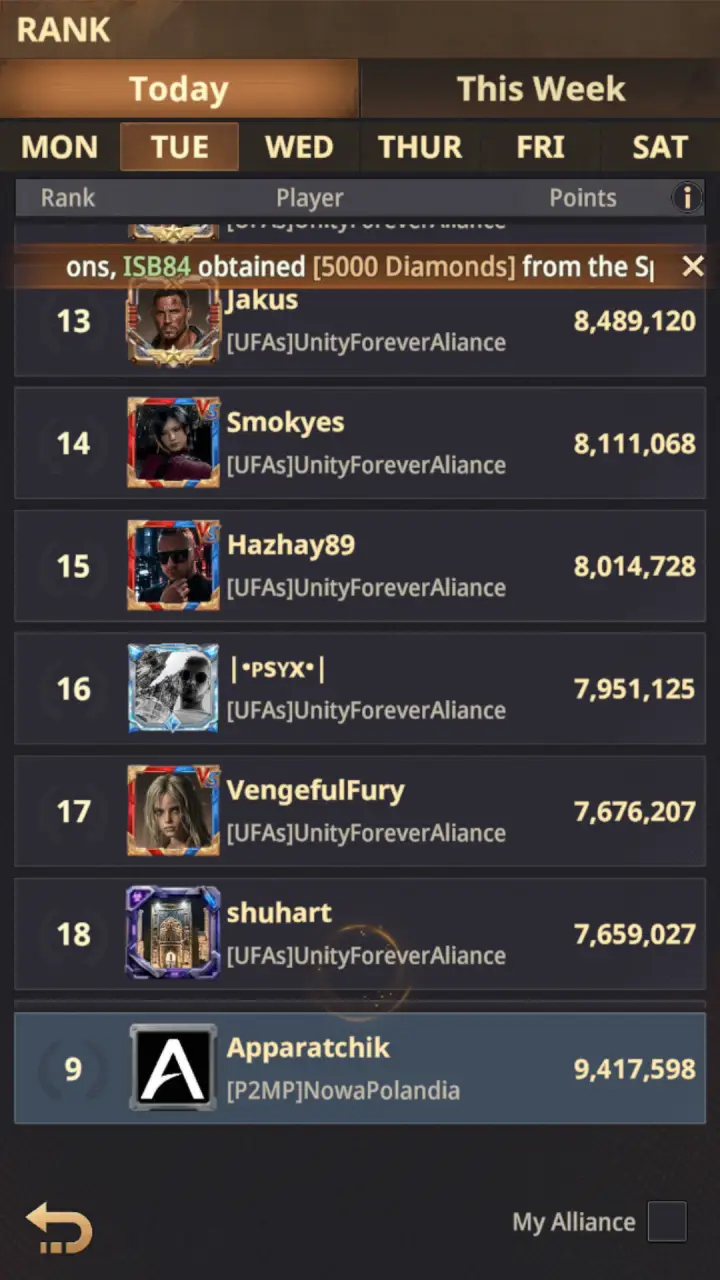 RANK
Today
This Week
MON
TUE
WED
THUR
FRI
SAT
Rank
Player
Points
[UFAs]UnityForeverAliance
ons, ISB84 obtained [5000 Diamonds] from the
13
Jakus
[UFAs]UnityForeverAliance
8,489,120
14
Smokyes
[UFAs]UnityForeverAliance
8,111,068
15
Hazhay89
[UFAs]UnityForeverAliance
8,014,728
16
|•PSYX•|
[UFAs]UnityForeverAliance
7,951,125
17
VengefulFury
[UFAs]UnityForeverAliance
7,676,207
18
shuhart
[UFAs]UnityForeverAliance
7,659,027
9
Apparatchik
[P2MP]NowaPolandia
9,417,598
My Alliance